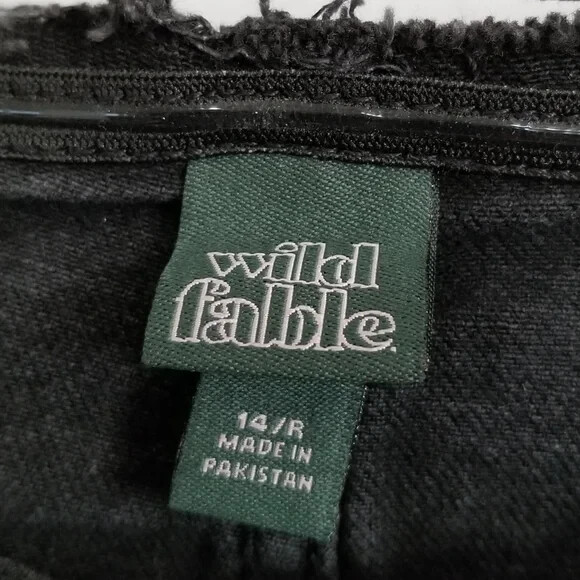 wild
fable.
14/R
MADE IN
PAKISTAN